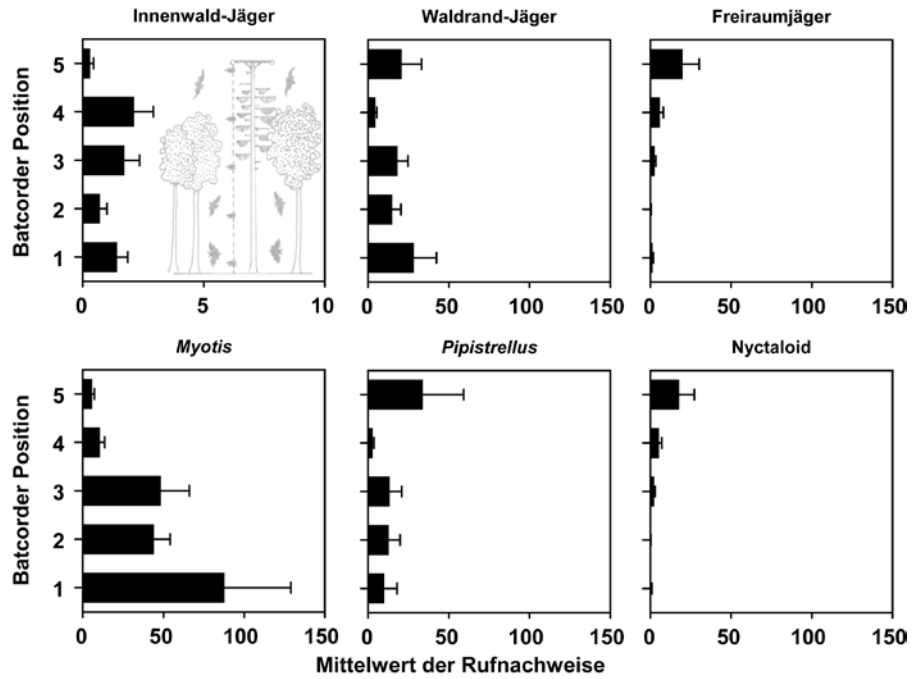 Innenwald-Jäger
Waldrand-Jäger
Freiraumjäger
Batcorder Position
5
4
3
2
1
0 5 10
0 50 100 150
0 50 100 150
Myotis
Pipistrellus
Nyctaloid
Batcorder Position
5
4
3
2
1
0 50 100 150
0 50 100 150
0 50 100 150
Mittelwert der Rufnachweise